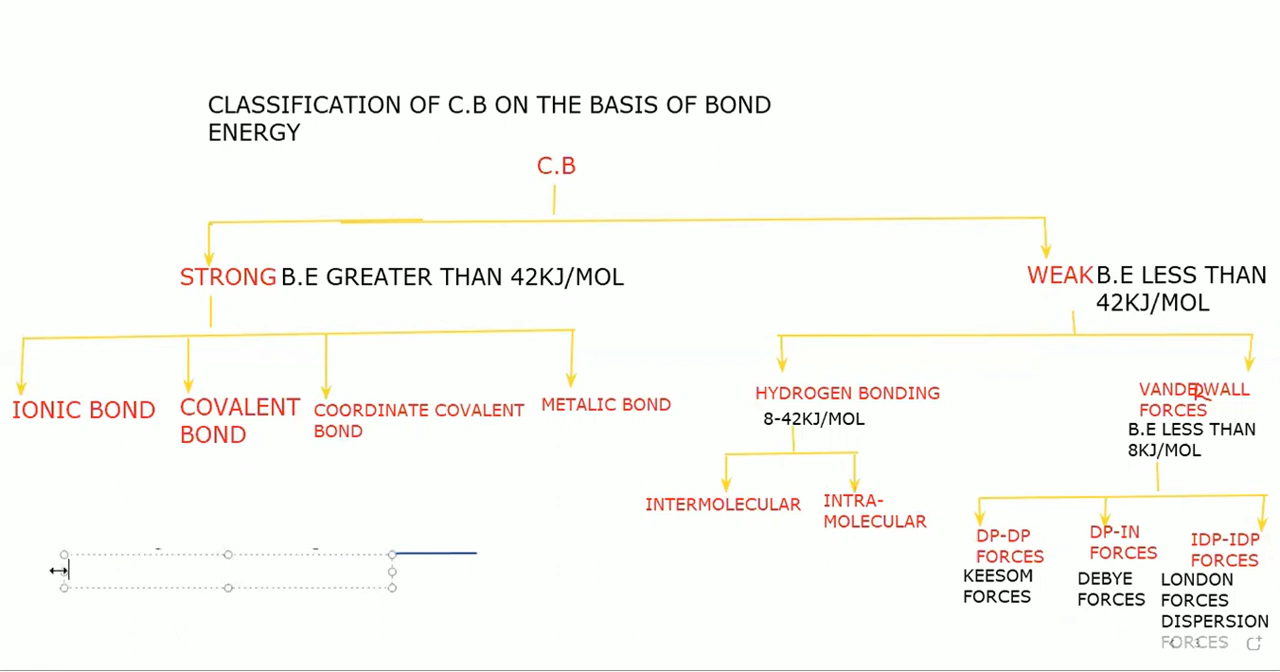 CLASSIFICATION OF C.B ON THE BASIS OF BOND
ENERGY
C.B
STRONG B.E GREATER THAN 42KJ/MOL
WEAK B.E LESS THAN
42KJ/MOL
IONIC BOND
COVALENT
BOND
COORDINATE COVALENT
BOND
METALIC BOND
HYDROGEN BONDING
8-42KJ/MOL
INTERMOLECULAR
INTRA-
MOLECULAR
VANDERWALL
FORCES
B.E LESS THAN
8KJ/MOL
DP-DP
FORCES
KEESOM
FORCES
DP-IN
FORCES
DEBYE
FORCES
IDP-IDP
FORCES
LONDON
FORCES
DISPERSION
FORCES